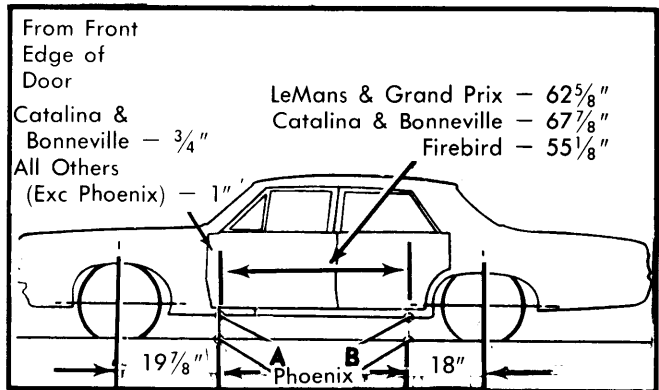 From Front
Edge of
Door
Catalina &
Bonneville – 3/4"
All Others
(Exc Phoenix) – 1"
LeMans & Grand Prix – 62 5/8"
Catalina & Bonneville – 67 7/8"
Firebird – 55 1/8"
A
B
19 7/8"
Phoenix
18"